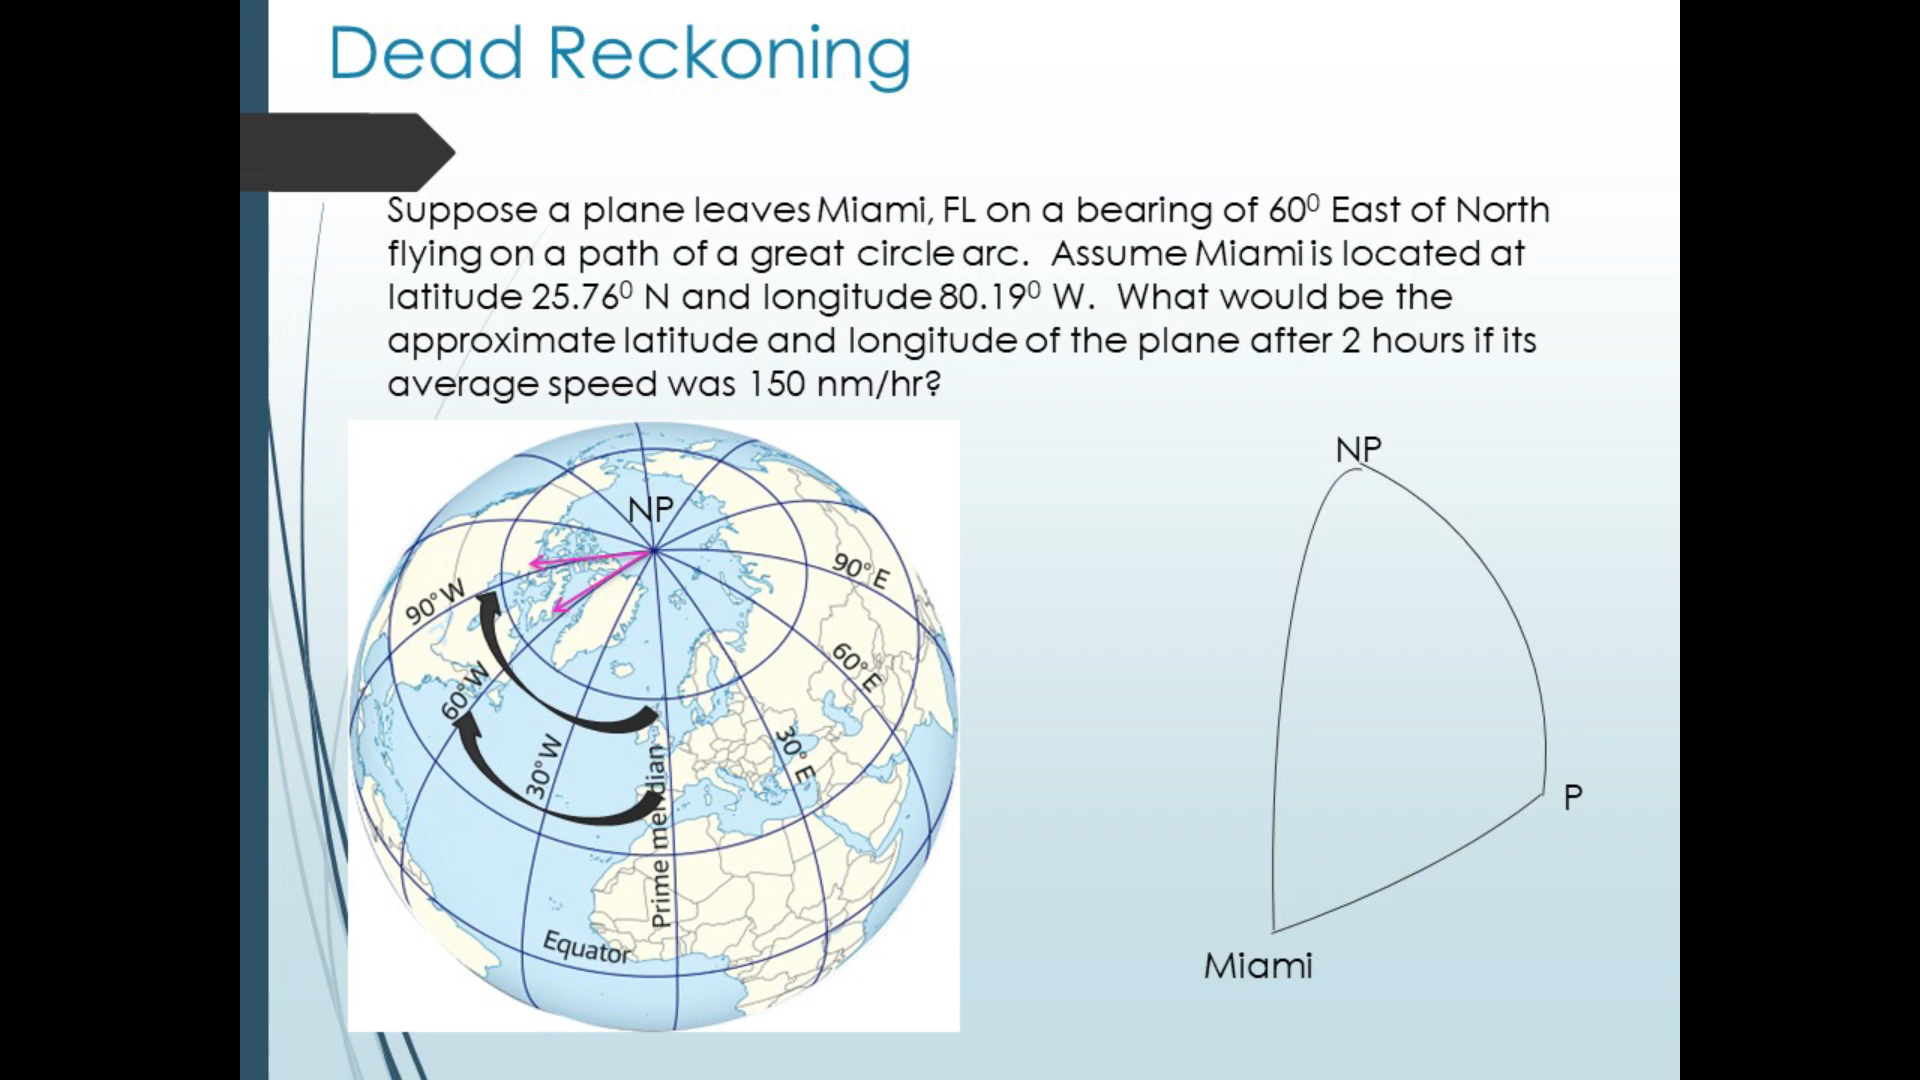 Dead Reckoning
Suppose a plane leaves Miami, FL on a bearing of 60⁰ East of North
flying on a path of a great circle arc. Assume Miami is located at
latitude 25.76⁰ N and longitude 80.19⁰ W. What would be the
approximate latitude and longitude of the plane after 2 hours if its
average speed was 150 nm/hr?
NP
NP
90° W
90° E
60° W
60° E
30° W
30° E
Prime meridian
Equator
P
Miami